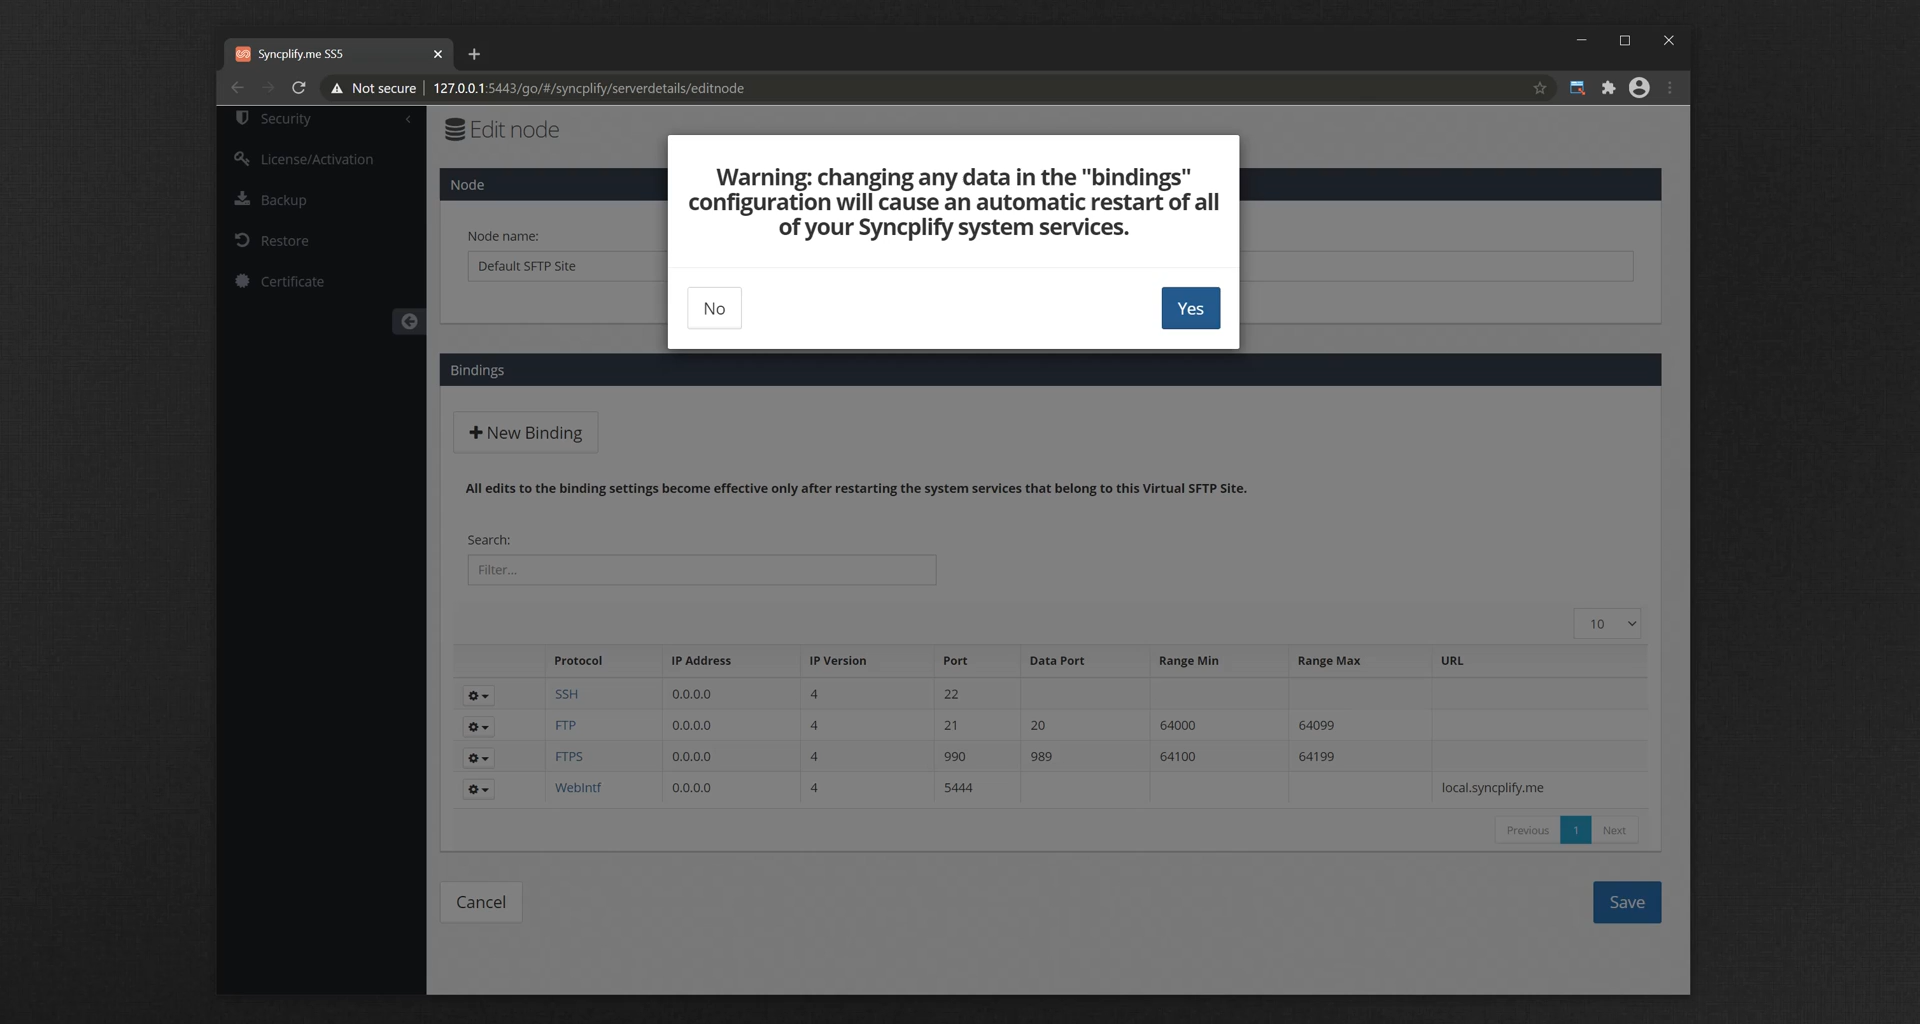 Syncplify.me SS5
Not secure
127.0.0.1:5443/go/#/syncplify/serverdetails/editnode
Security
License/Activation
Backup
Restore
Certificate
Edit node
Node
Node name:
Default SFTP Site
Warning: changing any data in the "bindings"
configuration will cause an automatic restart of all
of your Syncplify system services.
No
Yes
Bindings
New Binding
All edits to the binding settings become effective only after restarting the system services that belong to this Virtual SFTP Site.
Search:
Filter...
10
Protocol IP Address IP Version Port Data Port Range Min Range Max URL
SSH 0.0.0.0 4 22
FTP 0.0.0.0 4 21 20 64000 64099
FTPS 0.0.0.0 4 990 989 64100 64199
WebIntf 0.0.0.0 4 5444 local.syncplify.me
Previous 1 Next
Cancel
Save